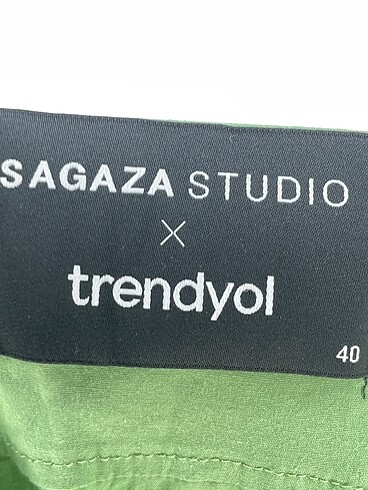 SAGAZA STUDIO
×
trendyol
40